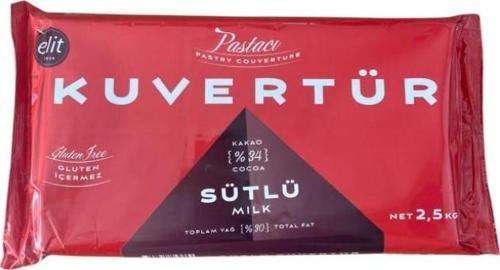 elit
1924
Pastacı
PASTRY COUVERTURE
KUVERTÜR
KAKAO
{%34}
COCOA
Gluten Free
GLUTEN
İÇERMEZ
SÜTLÜ
MILK
TOPLAM YAĞ {%30} TOTAL FAT
NET 2,5 KG